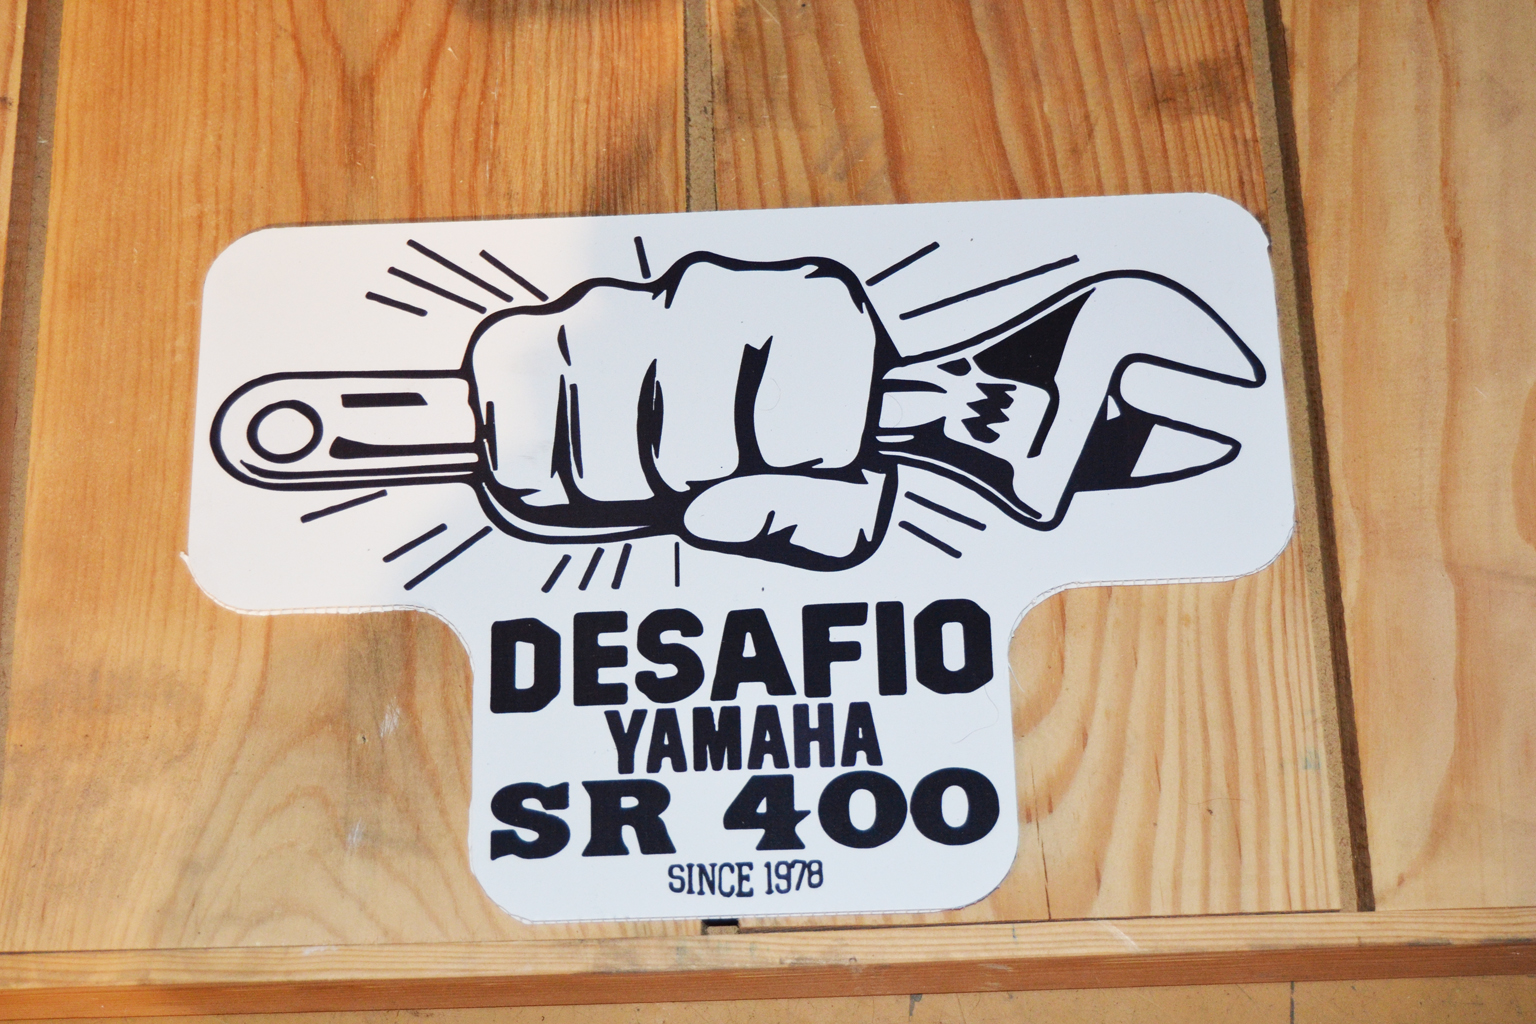 DESAFIO
YAMAHA
SR 400
SINCE 1978